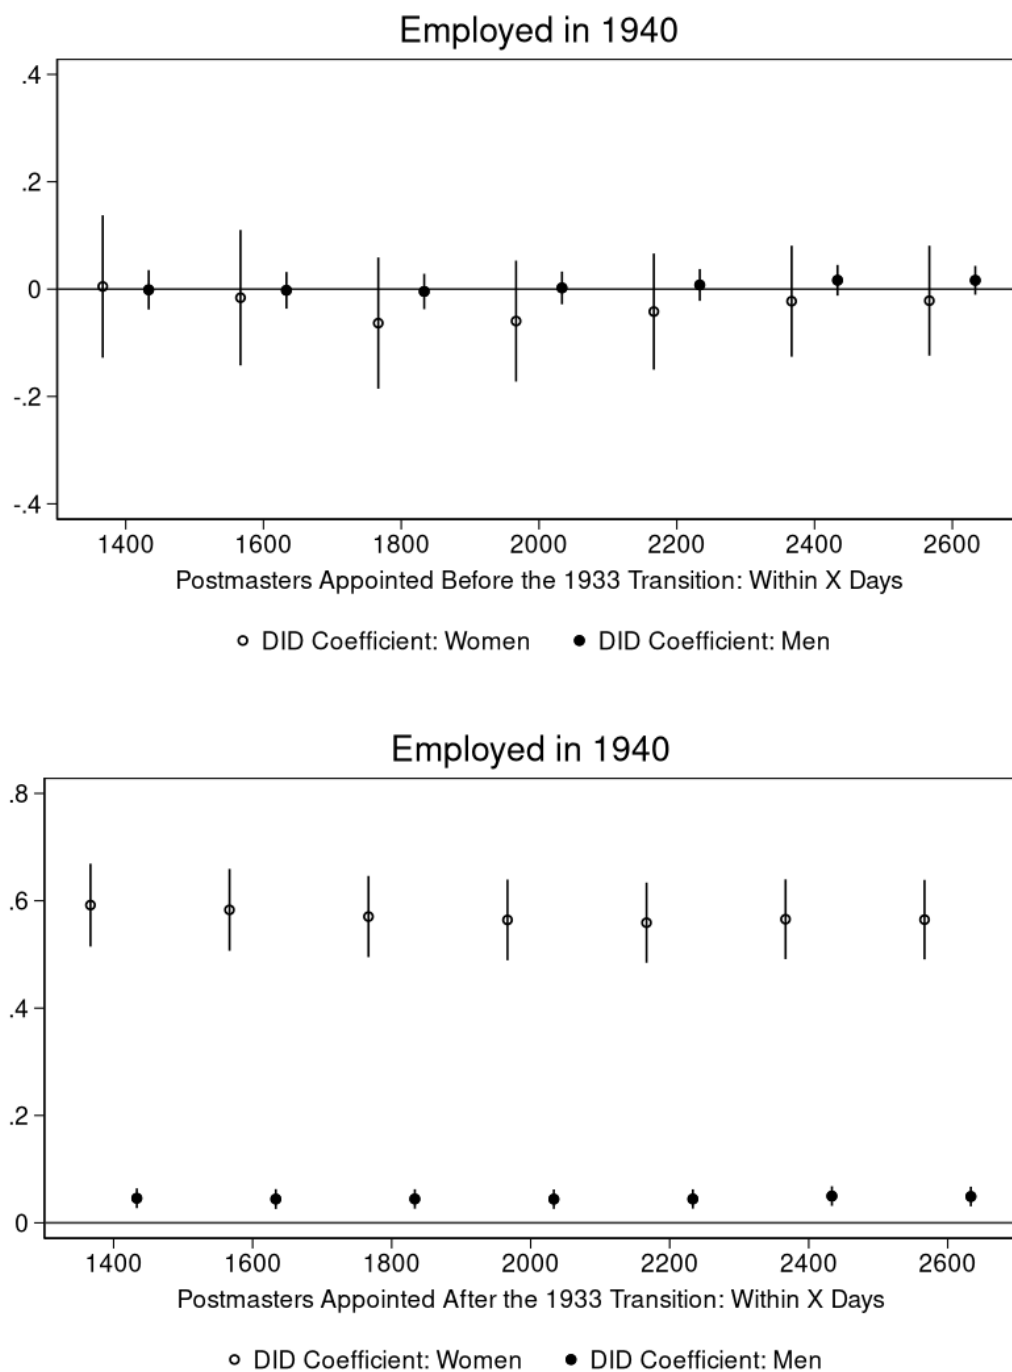 Employed in 1940
.4
.2
0
-.2
-.4
1400 1600 1800 2000 2200 2400 2600
Postmasters Appointed Before the 1933 Transition: Within X Days
DID Coefficient: Women DID Coefficient: Men
Employed in 1940
.8
.6
.4
.2
0
1400 1600 1800 2000 2200 2400 2600
Postmasters Appointed After the 1933 Transition: Within X Days
DID Coefficient: Women DID Coefficient: Men